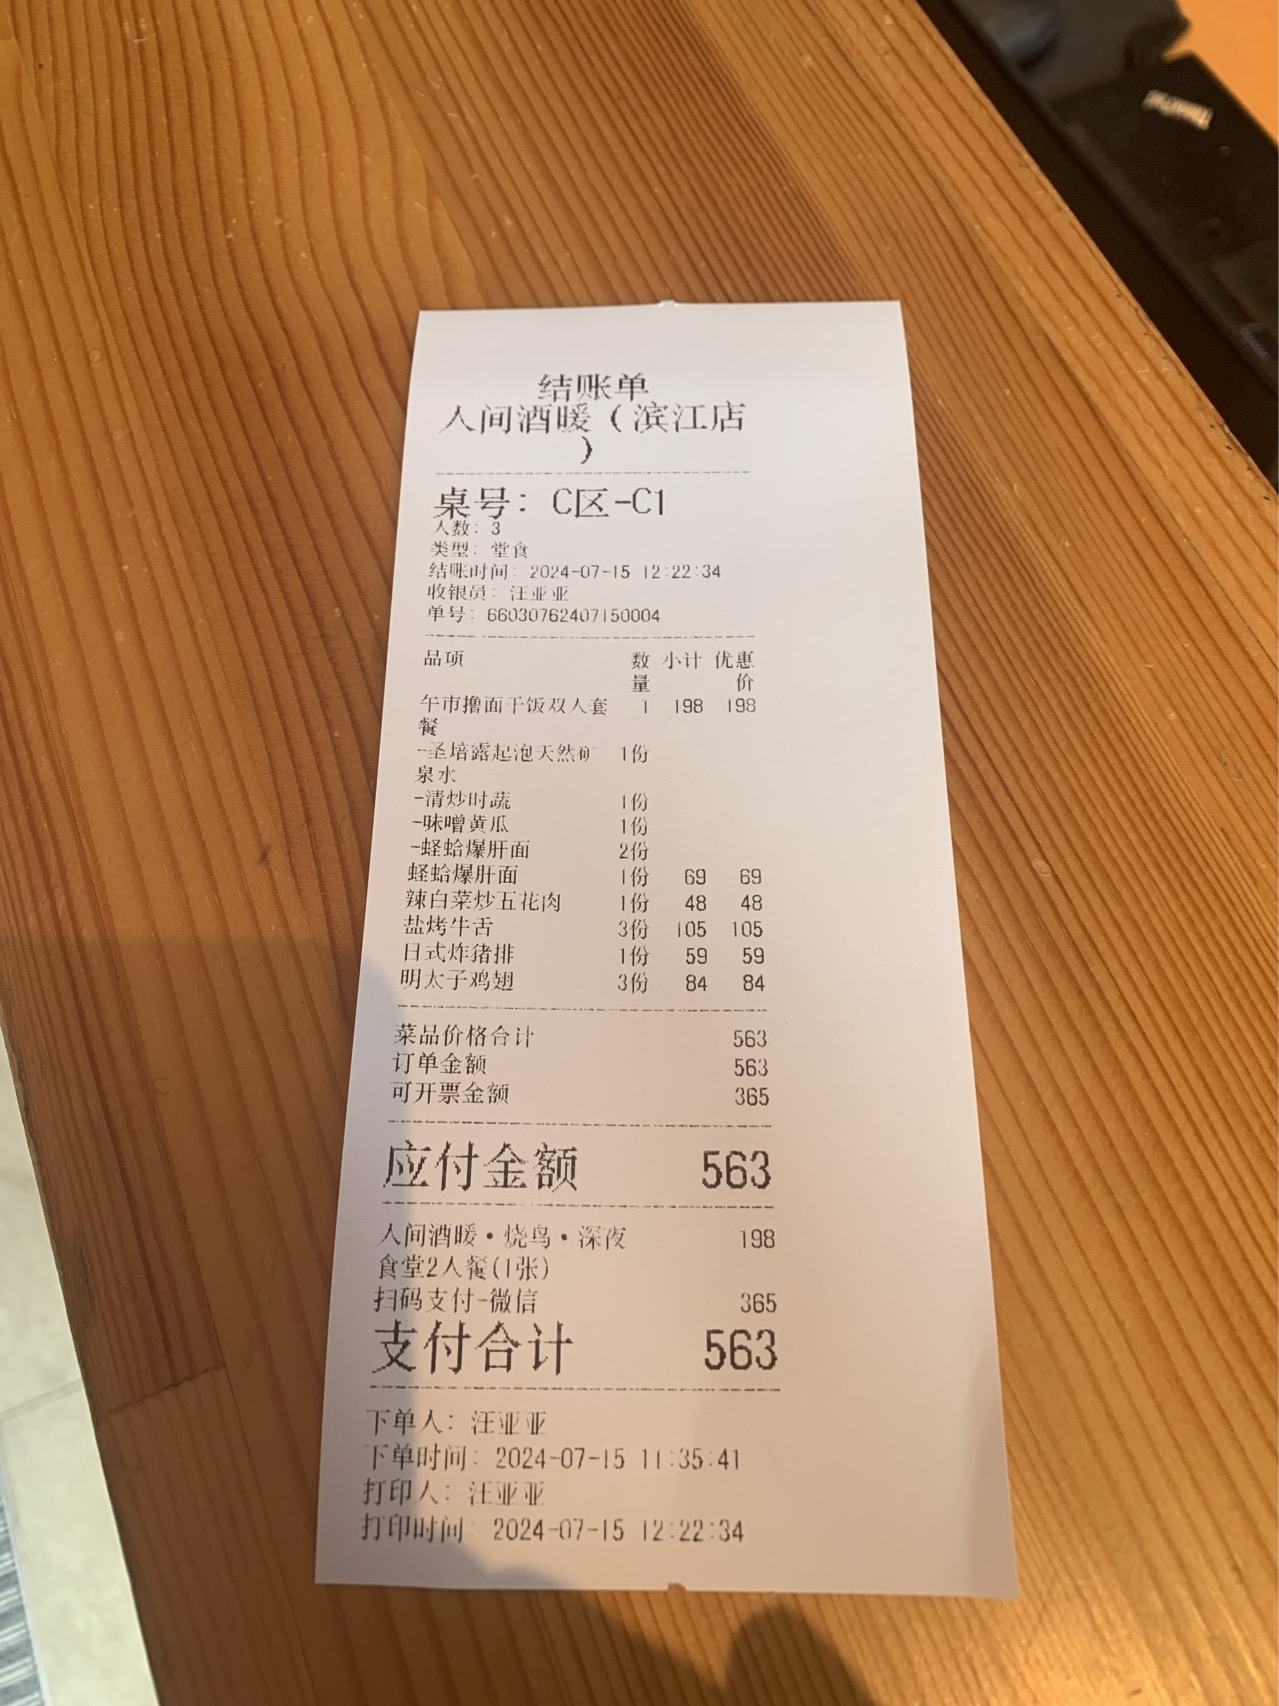 ThinkPad
结账单
人间酒暖（滨江店
）
桌号：C区-C1
人数：3
类型：堂食
结账时间：2024-07-15 12:22:34
收银员：汪亚亚
单号：66030762407150004
品项 数 小计 优惠
量 价
午市撸面干饭双人套 1 198 198
餐
-圣培露起泡天然矿 1份
泉水
-清炒时蔬 1份
-味噌黄瓜 1份
-蛏蛤爆肝面 2份
蛏蛤爆肝面 1份 69 69
辣白菜炒五花肉 1份 48 48
盐烤牛舌 3份 105 105
日式炸猪排 1份 59 59
明太子鸡翅 3份 84 84
菜品价格合计 563
订单金额 563
可开票金额 365
应付金额 563
人间酒暖·烧鸟·深夜 198
食堂2人餐(1张)
扫码支付-微信 365
支付合计 563
下单人：汪亚亚
下单时间：2024-07-15 11:35:41
打印人：汪亚亚
打印时间：2024-07-15 12:22:34